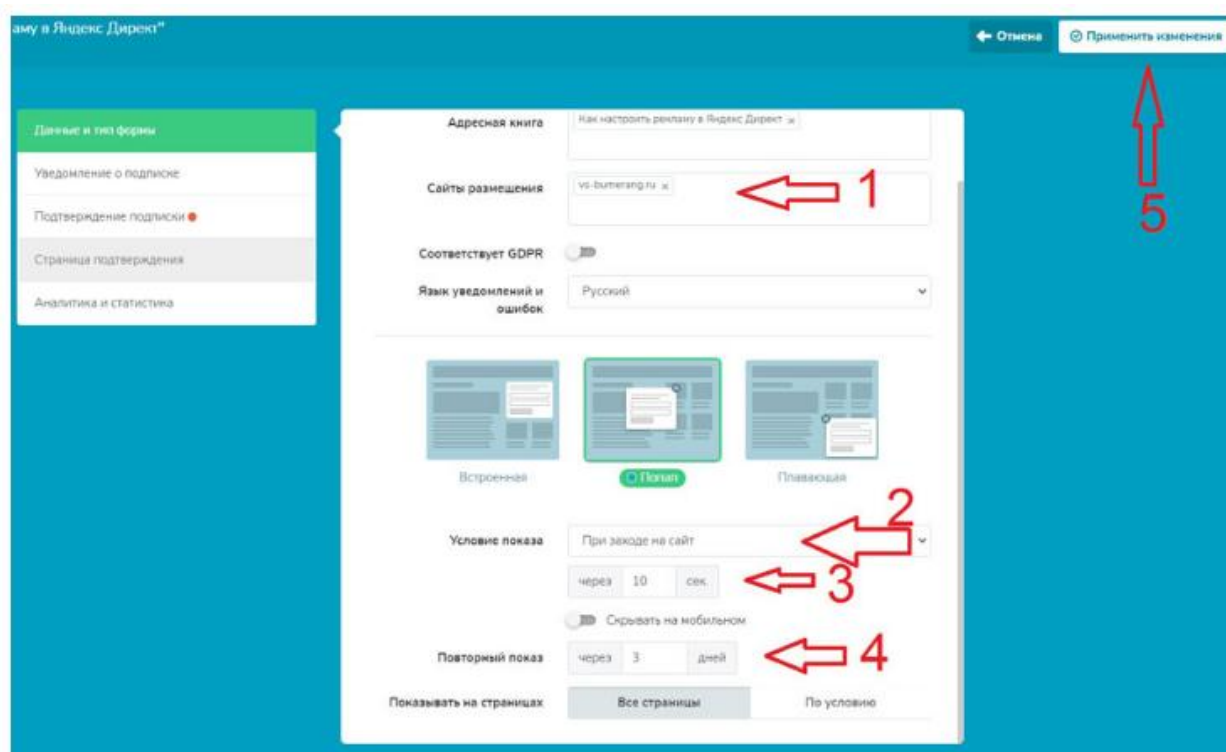 аму в Яндекс Директ"
Отмена
Применить изменения
5
Данные и тип формы
Уведомление о подписке
Подтверждение подписки
Страница подтверждения
Аналитика и статистика
Адресная книга
Как настроить рекламу в Яндекс Директ x
Сайты размещения
vs-bumerang.ru x
1
Соответствует GDPR
Язык уведомлений и
ошибок
Русский
Встроенная
Попап
Плавающая
Условие показа
При заходе на сайт
2
через 10 сек
3
Скрывать на мобильном
Повторный показ
через 3 дней
4
Показывать на страницах
Все страницы
По условию